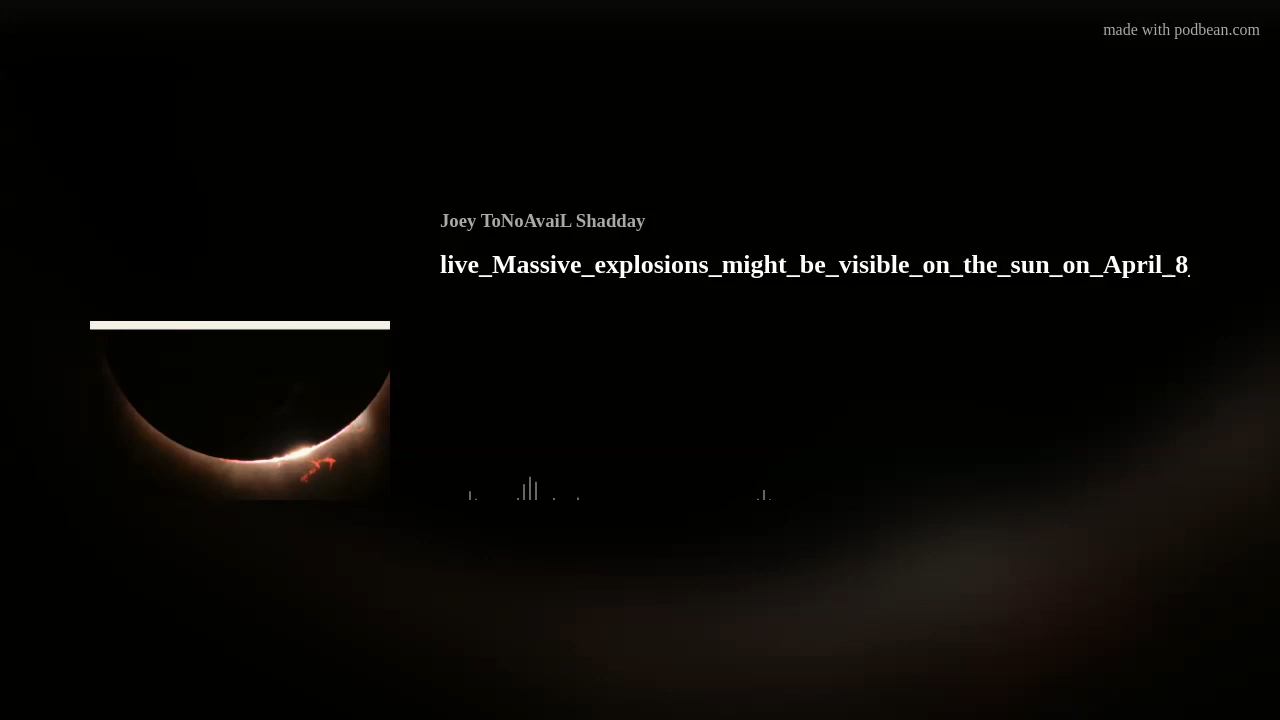 made with podbean.com
Joey ToNoAvaiL Shadday
live_Massive_explosions_might_be_visible_on_the_sun_on_April_8